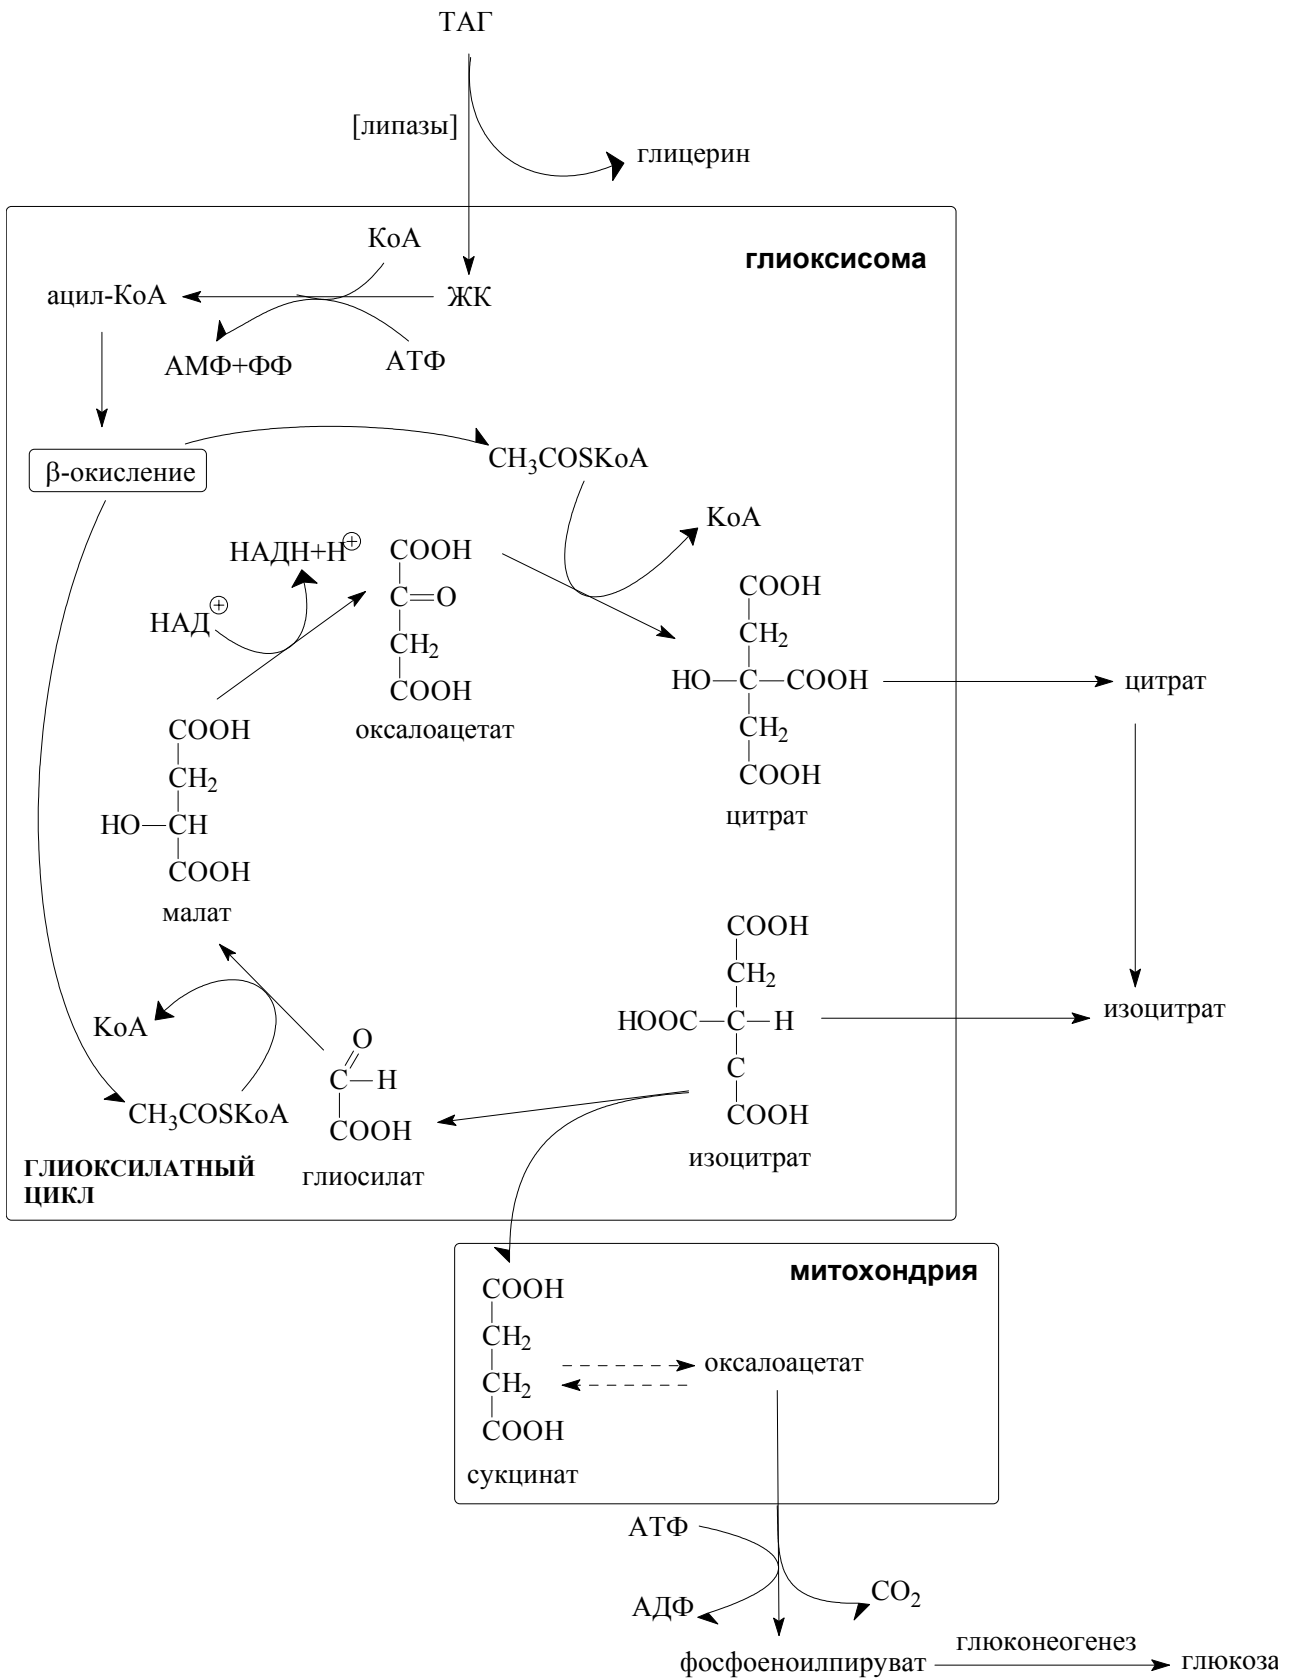 ТАГ
[липазы]
глицерин
КоА
глиоксисома
ацил-КоА
ЖК
АМФ+ФФ
АТФ
β-окисление
CH₃COSKoA
КоА
НАДН+Н⊕
НАД⊕
COOH
C=O
CH₂
COOH
оксалоацетат
COOH
CH₂
HO—C—COOH
CH₂
COOH
цитрат
цитрат
COOH
CH₂
HO—CH
COOH
малат
COOH
CH₂
HOOC—C—H
C
COOH
изоцитрат
изоцитрат
КоА
O
C—H
COOH
глиосилат
CH₃COSKoA
ГЛИОКСИЛАТНЫЙ
ЦИКЛ
митохондрия
COOH
CH₂
CH₂
COOH
сукцинат
оксалоацетат
АТФ
АДФ
CO₂
фосфоеноилпируват
глюконеогенез
глюкоза